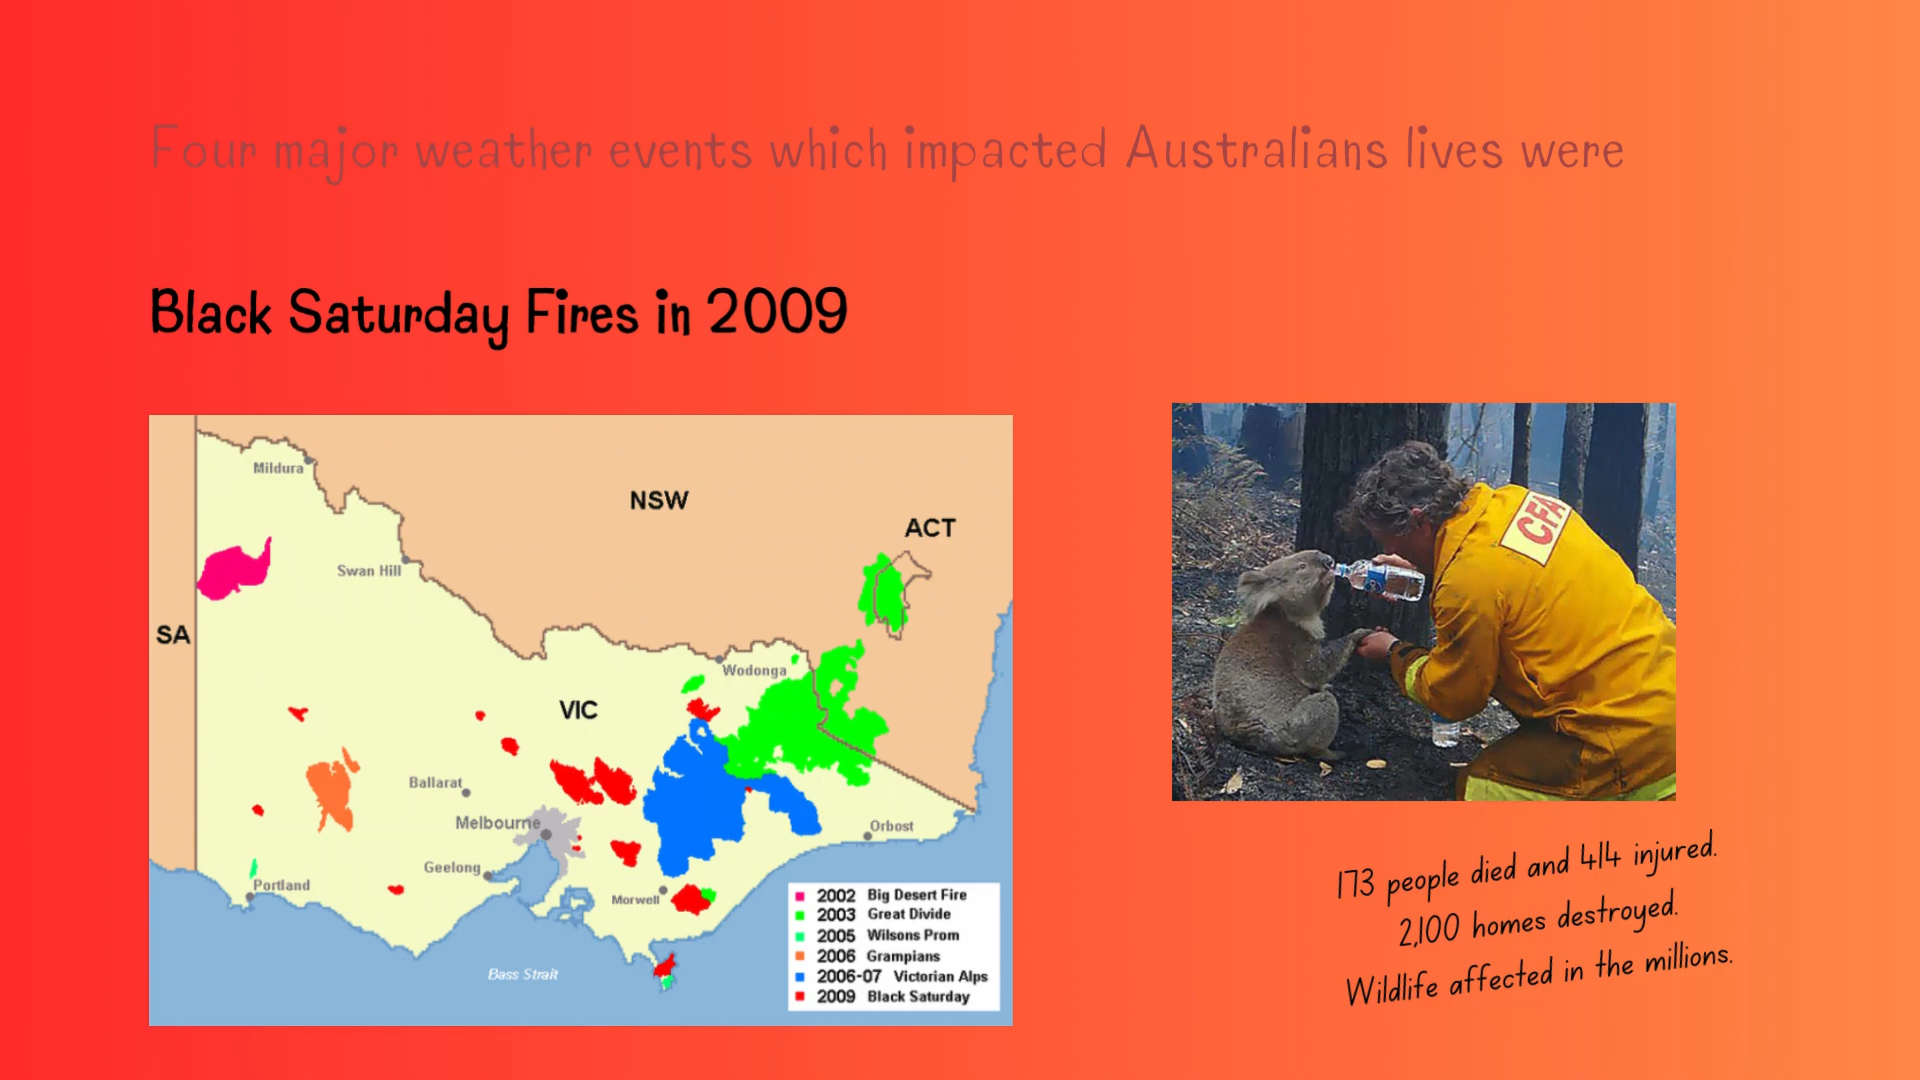 Four major weather events which impacted Australians lives were
Black Saturday Fires in 2009
Mildura
NSW
ACT
Swan Hill
SA
Wodonga
VIC
Ballarat
Melbourne
Orbost
Geelong
Portland
Morwell
Bass Strait
2002 Big Desert Fire
2003 Great Divide
2005 Wilsons Prom
2006 Grampians
2006-07 Victorian Alps
2009 Black Saturday
CFA
173 people died and 414 injured.
2,100 homes destroyed.
Wildlife affected in the millions.